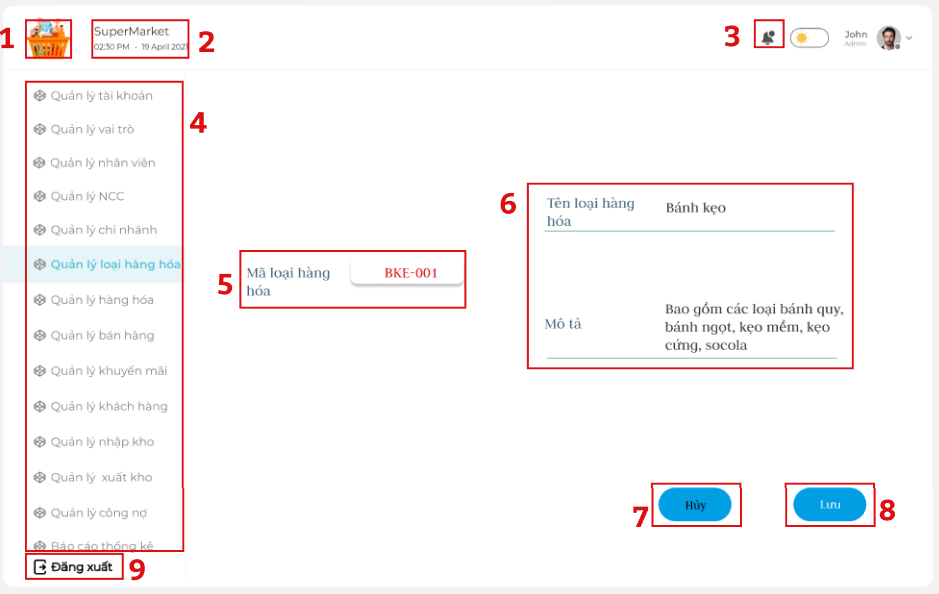 1
SuperMarket
02:30 PM - 19 April 2021
2
3
John
Admin
4
Quản lý tài khoản
Quản lý vai trò
Quản lý nhân viên
Quản lý NCC
Quản lý chi nhánh
Quản lý loại hàng hóa
Quản lý hàng hóa
Quản lý bán hàng
Quản lý khuyến mãi
Quản lý khách hàng
Quản lý nhập kho
Quản lý xuất kho
Quản lý công nợ
Báo cáo thống kê
Đăng xuất
9
5
Mã loại hàng
hóa
BKE-001
6
Tên loại hàng
hóa
Bánh kẹo
Mô tả
Bao gồm các loại bánh quy,
bánh ngọt, kẹo mềm, kẹo
cứng, socola
7
Hủy
Lưu
8